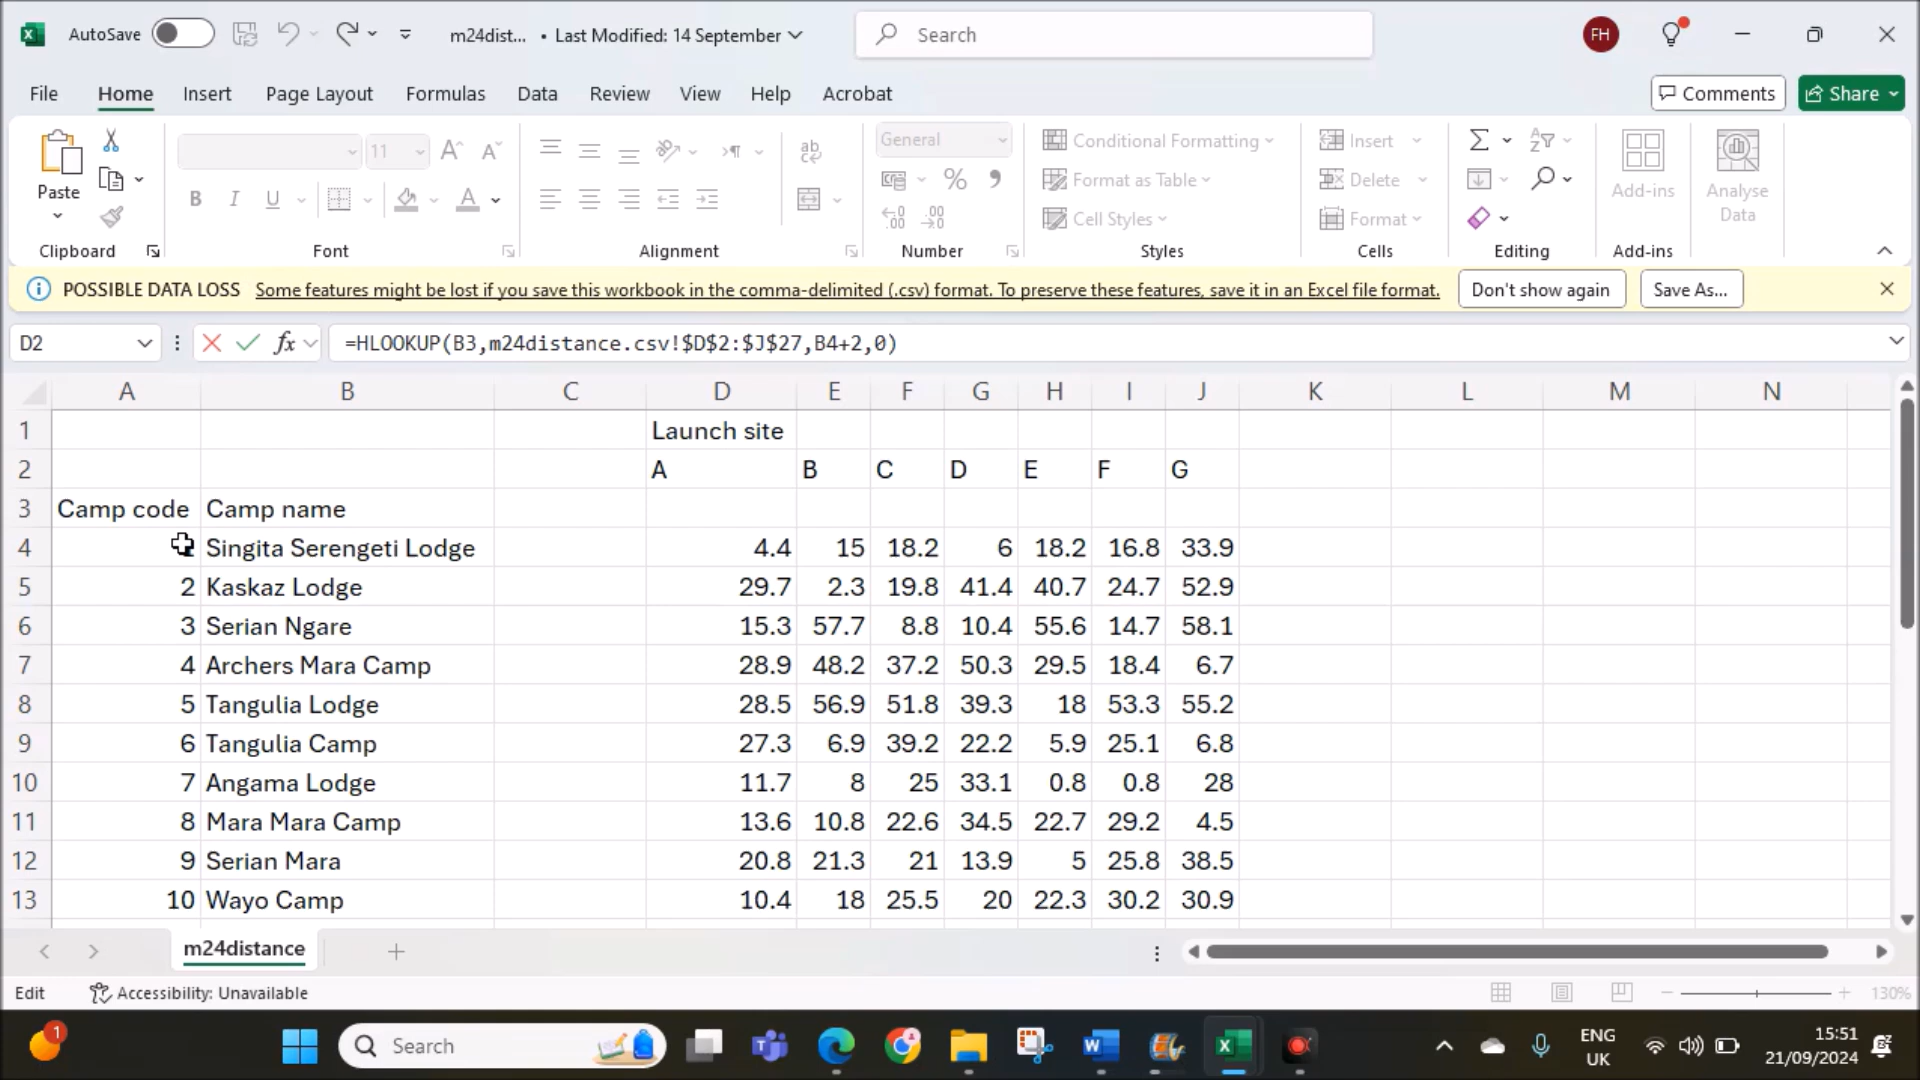 AutoSave m24dist... • Last Modified: 14 September Search FH
File Home Insert Page Layout Formulas Data Review View Help Acrobat Comments Share
Paste 11 A A General Conditional Formatting Insert Add-ins Analyse Data
B I U A % 9 Format as Table Delete
Cell Styles Format
Clipboard Font Alignment Number Styles Cells Editing Add-ins
POSSIBLE DATA LOSS Some features might be lost if you save this workbook in the comma-delimited (.csv) format. To preserve these features, save it in an Excel file format. Don't show again Save As...
D2 fx =HLOOKUP(B3,m24distance.csv!$D$2:$J$27,B4+2,0)
A B C D E F G H I J K L M N
1 Launch site
2 A B C D E F G
3 Camp code Camp name
4 Singita Serengeti Lodge 4.4 15 18.2 6 18.2 16.8 33.9
5 2 Kaskaz Lodge 29.7 2.3 19.8 41.4 40.7 24.7 52.9
6 3 Serian Ngare 15.3 57.7 8.8 10.4 55.6 14.7 58.1
7 4 Archers Mara Camp 28.9 48.2 37.2 50.3 29.5 18.4 6.7
8 5 Tangulia Lodge 28.5 56.9 51.8 39.3 18 53.3 55.2
9 6 Tangulia Camp 27.3 6.9 39.2 22.2 5.9 25.1 6.8
10 7 Angama Lodge 11.7 8 25 33.1 0.8 0.8 28
11 8 Mara Mara Camp 13.6 10.8 22.6 34.5 22.7 29.2 4.5
12 9 Serian Mara 20.8 21.3 21 13.9 5 25.8 38.5
13 10 Wayo Camp 10.4 18 25.5 20 22.3 30.2 30.9
m24distance
Edit Accessibility: Unavailable 130%
1 Search ENG UK 15:51
21/09/2024